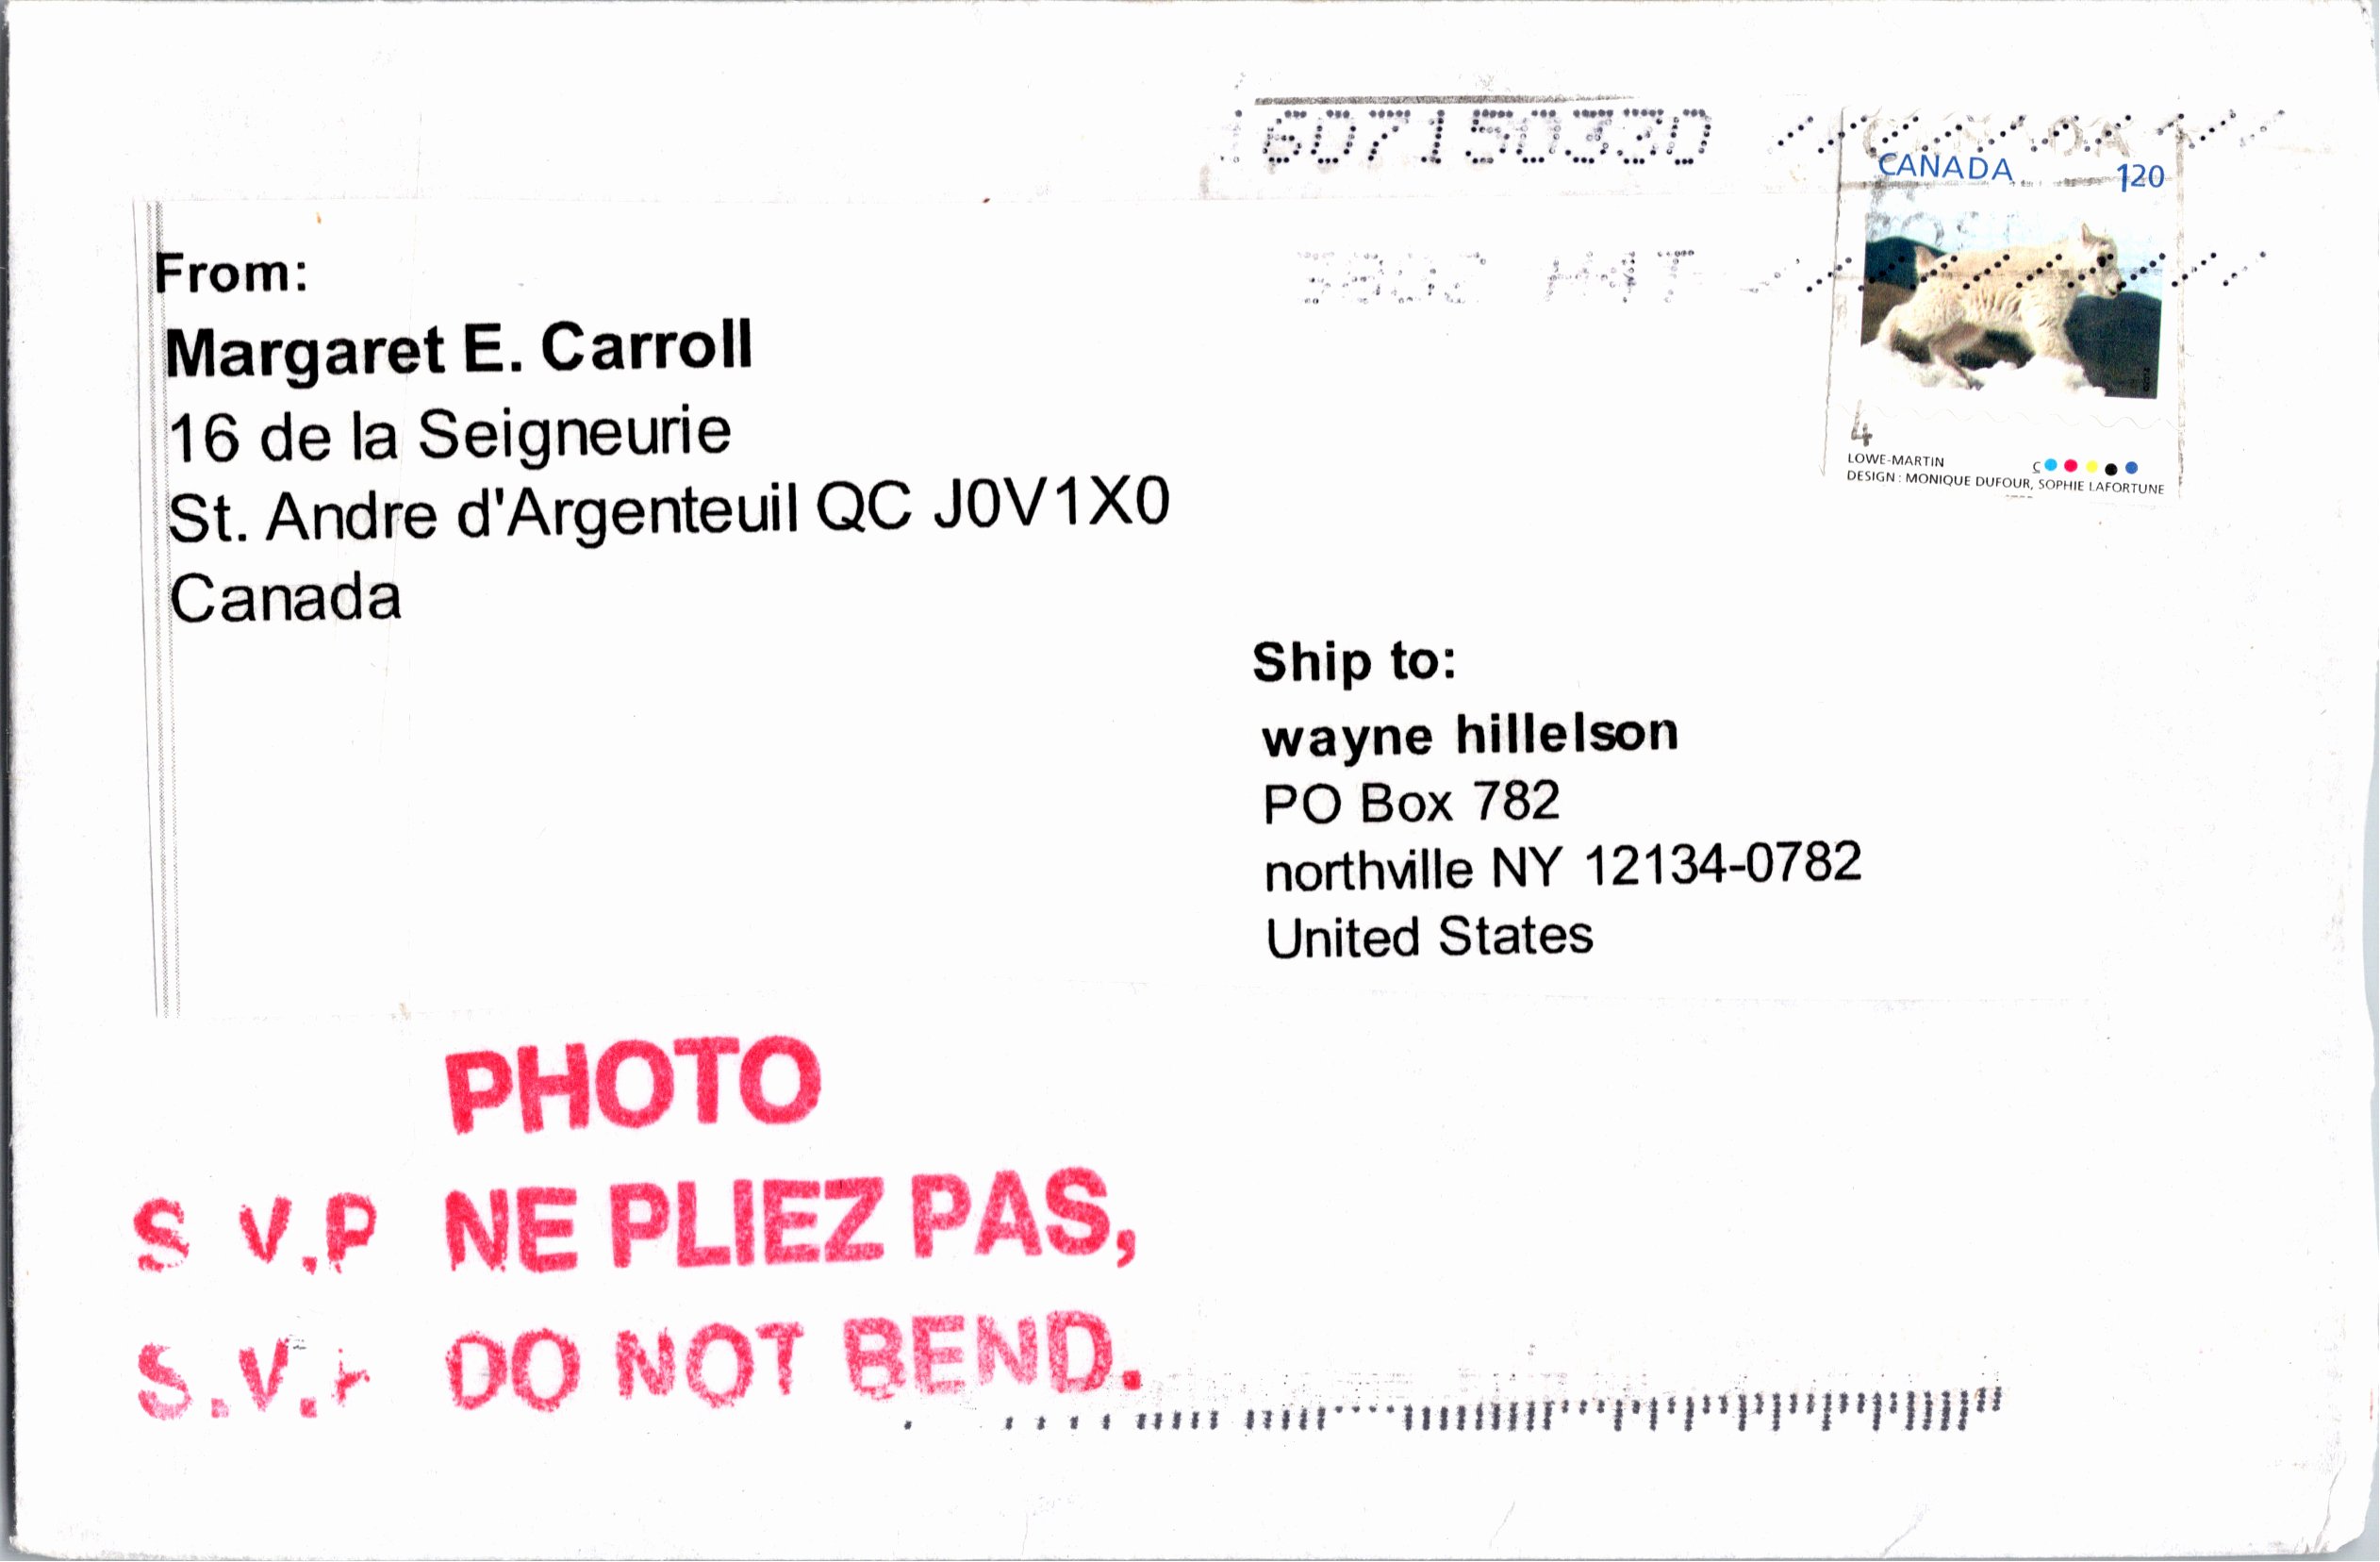 607150330
CANADA 120
From:
Margaret E. Carroll
16 de la Seigneurie
St. Andre d'Argenteuil QC J0V1X0
Canada
4
LOWE-MARTIN C
DESIGN : MONIQUE DUFOUR, SOPHIE LAFORTUNE
Ship to:
wayne hillelson
PO Box 782
northville NY 12134-0782
United States
PHOTO
S V.P NE PLIEZ PAS,
S.V. DO NOT BEND.